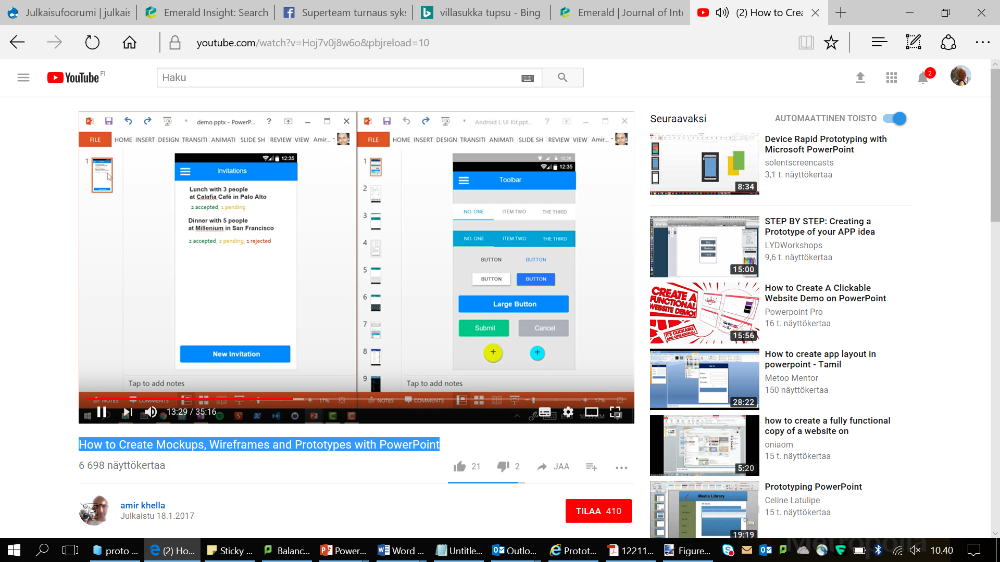 Julkaisufoorumi | julkais
Emerald Insight: Search
Superteam turnaus syks
villasukka tupsu - Bing
Emerald | Journal of Inte
(2) How to Crea
youtube.com/watch?v=Hoj7v0j8w6o&pbjreload=10
YouTube FI
Haku
2
demo.pptx - PowerP... ?
Android L UI Kit.ppt... ?
FILE HOME INSERT DESIGN TRANSITI ANIMATI SLIDE SH REVIEW VIEW Amir...
FILE HOME INSERT DESIGN TRANSITI ANIMATI SLIDE SH REVIEW VIEW Amir...
1
12:35
Invitations
Lunch with 3 people
at Calafia Café in Palo Alto
2 accepted, 1 pending
Dinner with 5 people
at Millenium in San Francisco
2 accepted, 2 pending, 1 rejected
New Invitation
Tap to add notes
1
2
3
4
5
6
7
8
9
12:30
12:35
Toolbar
NO. ONE ITEM TWO THE THIRD
NO. ONE ITEM TWO THE THIRD
BUTTON BUTTON
BUTTON BUTTON
Large Button
Submit Cancel
+ +
Tap to add notes
NOTES COMMENTS 17%
NOTES COMMENTS 17%
13:29 / 35:16
10:55 AM
How to Create Mockups, Wireframes and Prototypes with PowerPoint
6 698 näyttökertaa
21 2 JAA
amir khella
Julkaistu 18.1.2017
TILAA 410
Seuraavaksi
AUTOMAATTINEN TOISTO
8:34
Device Rapid Prototyping with
Microsoft PowerPoint
solentscreencasts
3,1 t. näyttökertaa
Easy
Medium
Hard
15:00
STEP BY STEP: Creating a
Prototype of your APP idea
LYDWorkshops
9,6 t. näyttökertaa
CREATE A
FUNCTIONAL
WEBSITE DEMO!
IT'S CLICKABLE
AND OPERATIONAL!
15:56
How to Create A Clickable
Website Demo on PowerPoint
Powerpoint Pro
16 t. näyttökertaa
28:22
How to create app layout in
powerpoint - Tamil
Metoo Mentor
150 näyttökertaa
5:20
how to create a fully functional
copy of a website on
oniaom
15 t. näyttökertaa
Media Library
19:19
Prototyping PowerPoint
Celine Latulipe
15 t. näyttökertaa
proto ...
(2) Ho...
Sticky ...
Balanc...
Power...
Word ...
Untitle...
Outlo...
Protot...
12211...
Figure...
Metropolia
10.40